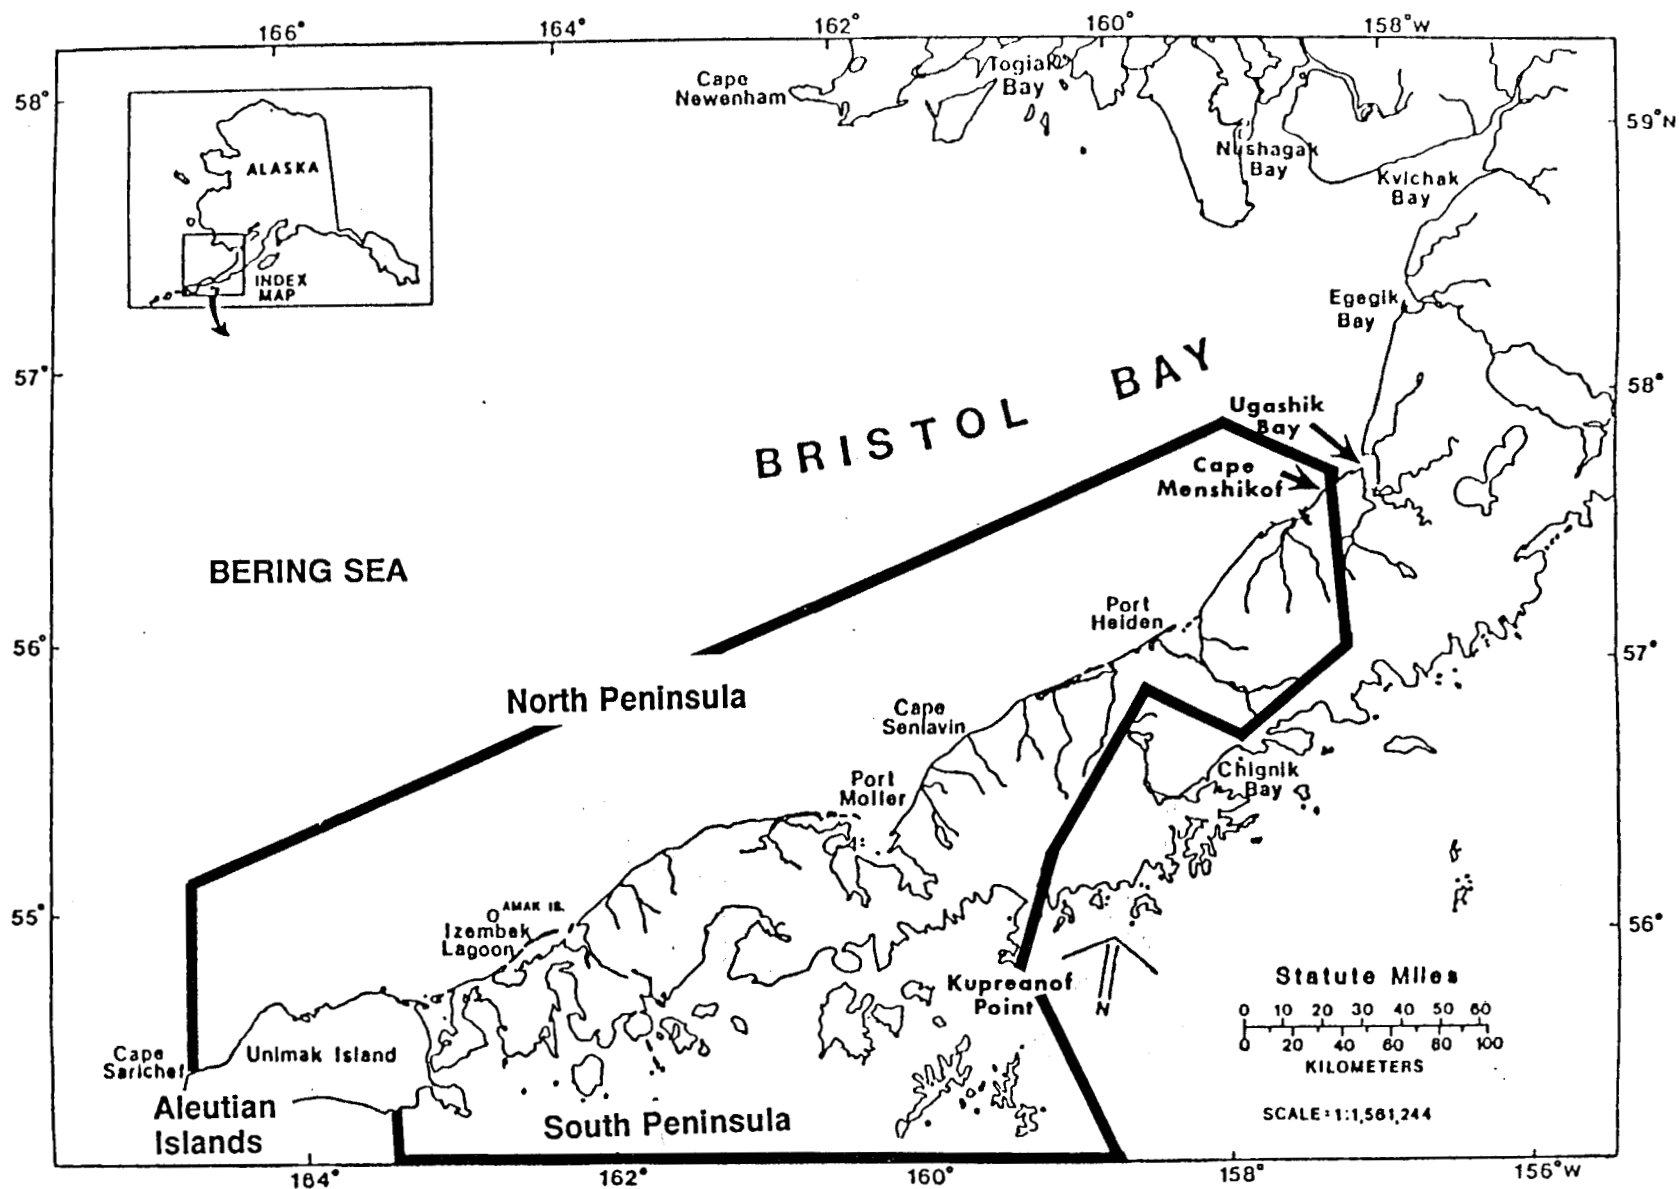 166°
164°
162°
160°
158°W
58°
57°
56°
55°
59°N
58°
57°
56°
164°
162°
160°
158°
156°W
ALASKA
INDEX
MAP
Cape
Newenham
Togiak
Bay
Nushagak
Bay
Kvichak
Bay
Egegik
Bay
BRISTOL BAY
Ugashik
Bay
Cape
Menshikof
BERING SEA
Port
Heiden
North Peninsula
Cape
Senlavin
Port
Moller
Chignik
Bay
AMAK IS.
Izembek
Lagoon
Kupreanof
Point
N
Statute Miles
0 10 20 30 40 50 60
0 20 40 60 80 100
KILOMETERS
SCALE=1:1,561,244
Cape
Sarichef
Unimak Island
Aleutian
Islands
South Peninsula